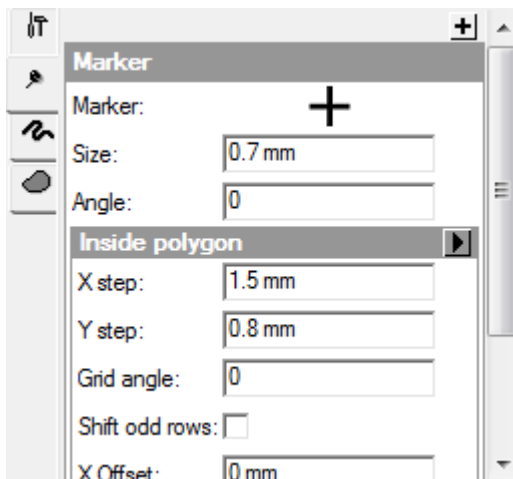 Marker
Marker:
Size: 0.7 mm
Angle: 0
Inside polygon
X step: 1.5 mm
Y step: 0.8 mm
Grid angle: 0
Shift odd rows:
X Offset: 0 mm